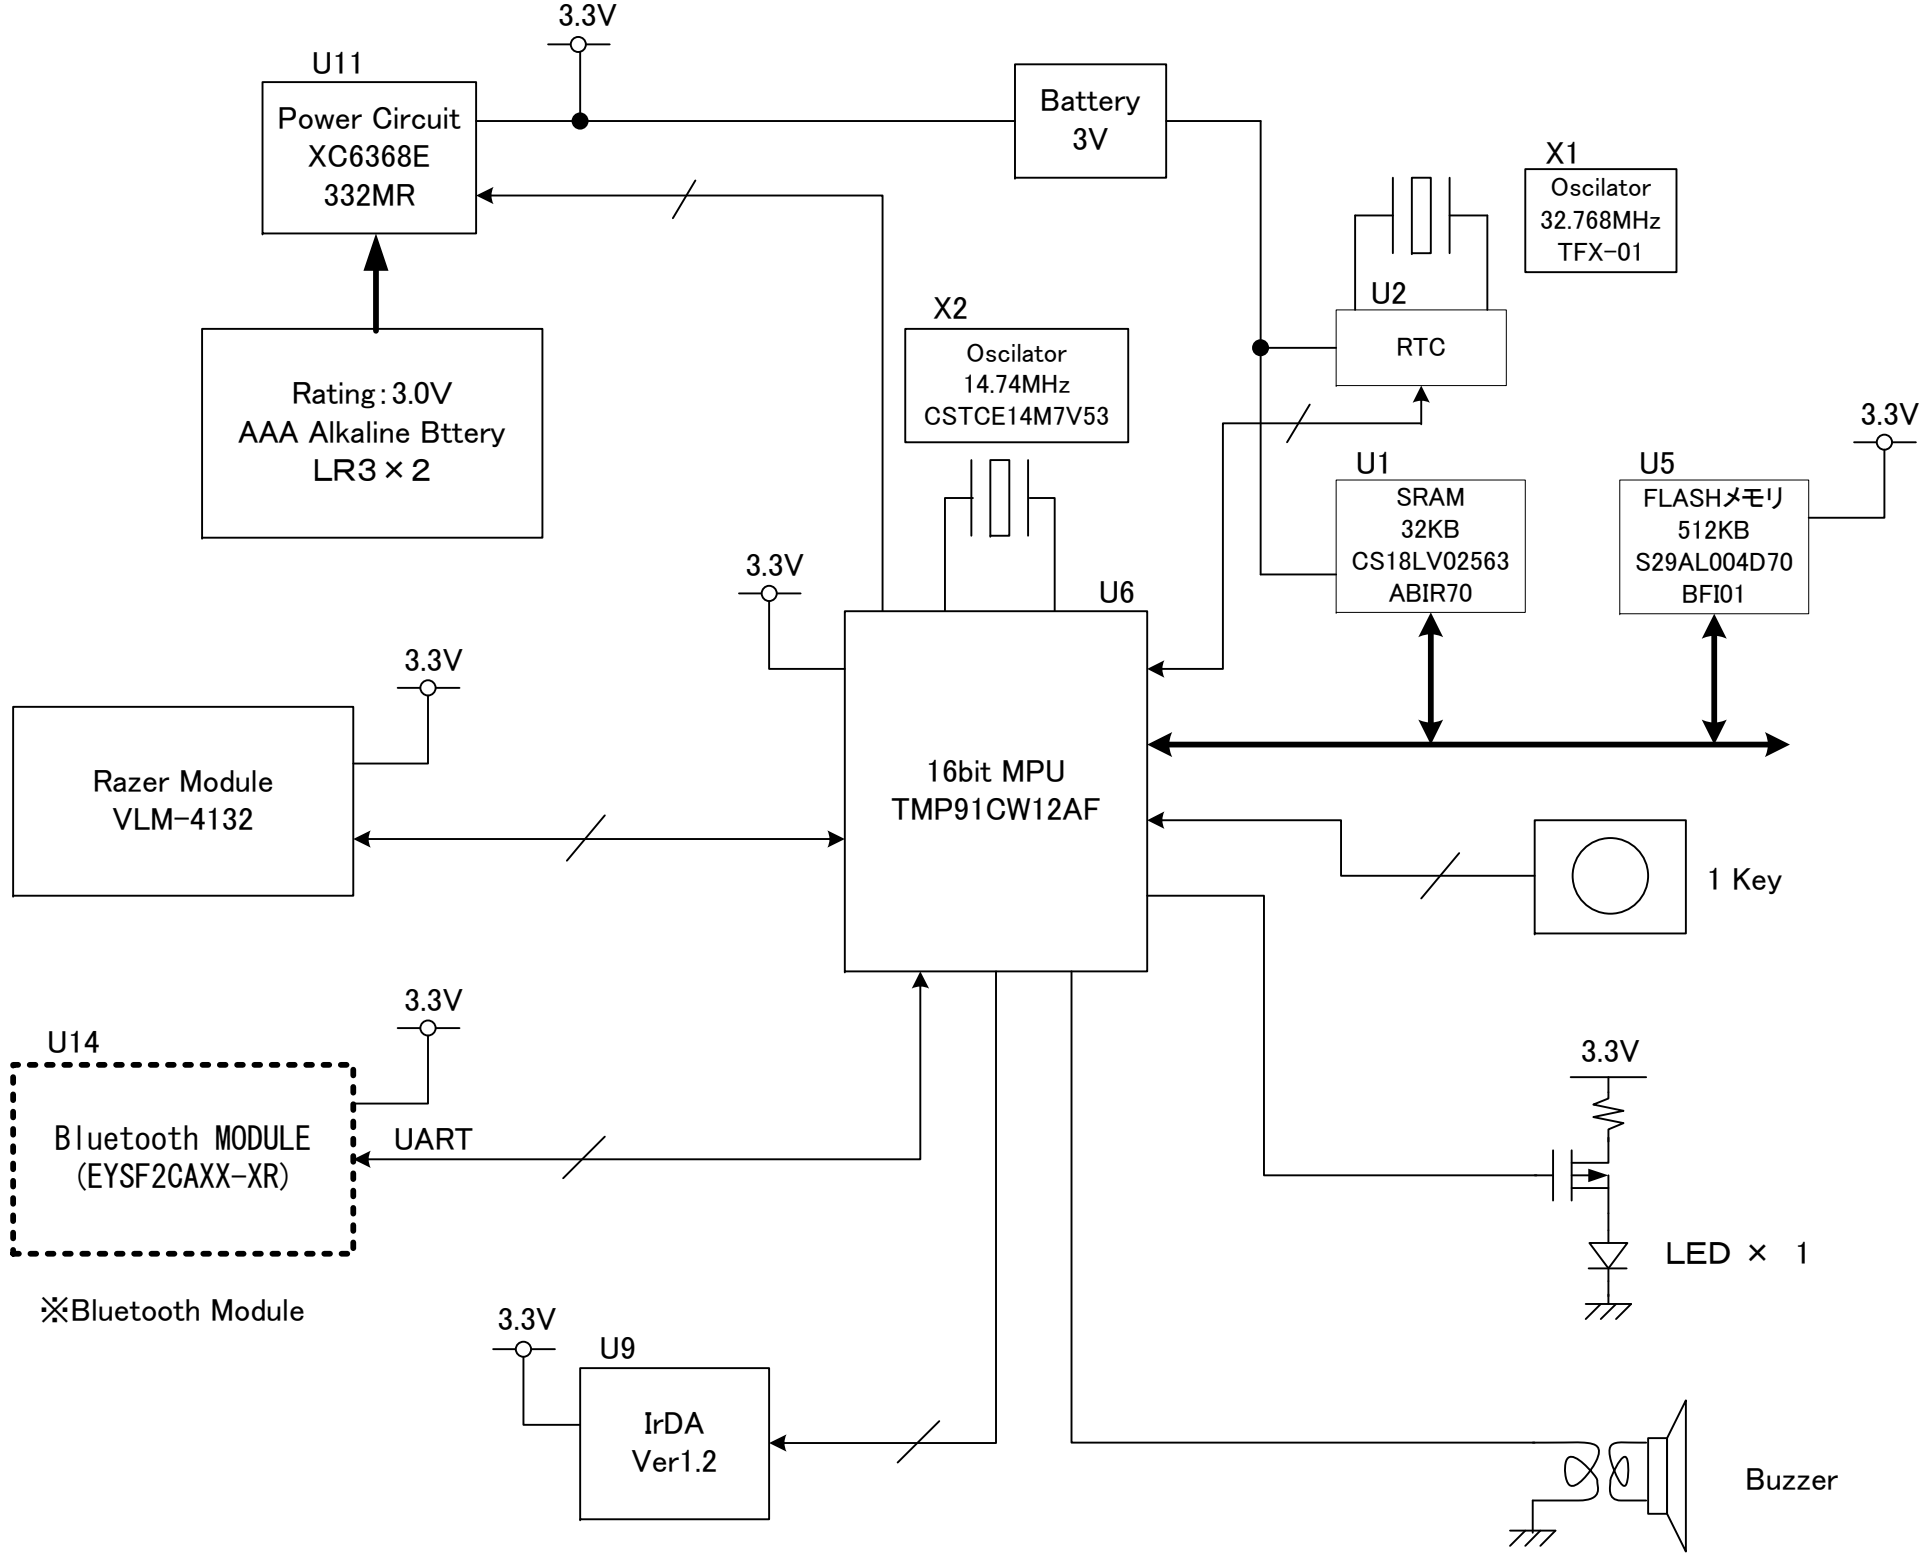 3.3V
U11
Power Circuit
XC6368E
332MR
Battery
3V
X1
Oscilator
32.768MHz
TFX-01
U2
RTC
X2
Oscilator
14.74MHz
CSTCE14M7V53
Rating:3.0V
AAA Alkaline Bttery
LR3×2
3.3V
U1
SRAM
32KB
CS18LV02563
ABIR70
U5
FLASHメモリ
512KB
S29AL004D70
BFI01
3.3V
U6
16bit MPU
TMP91CW12AF
3.3V
Razer Module
VLM-4132
1 Key
3.3V
U14
Bluetooth MODULE
(EYSF2CAXX-XR)
UART
※Bluetooth Module
3.3V
LED × 1
3.3V
U9
IrDA
Ver1.2
Buzzer